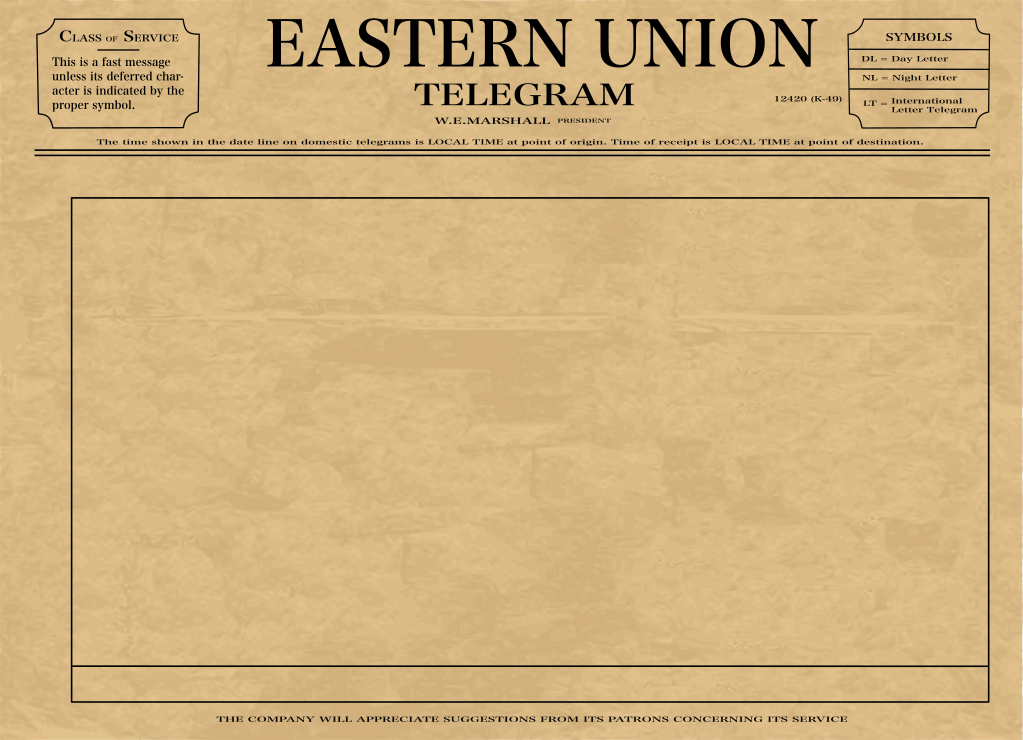 CLASS OF SERVICE
This is a fast message
unless its deferred char-
acter is indicated by the
proper symbol.
EASTERN UNION
TELEGRAM
W.E.MARSHALL PRESIDENT
12420 (K-49)
SYMBOLS
DL = Day Letter
NL = Night Letter
LT = International
Letter Telegram
The time shown in the date line on domestic telegrams is LOCAL TIME at point of origin. Time of receipt is LOCAL TIME at point of destination.
THE COMPANY WILL APPRECIATE SUGGESTIONS FROM ITS PATRONS CONCERNING ITS SERVICE